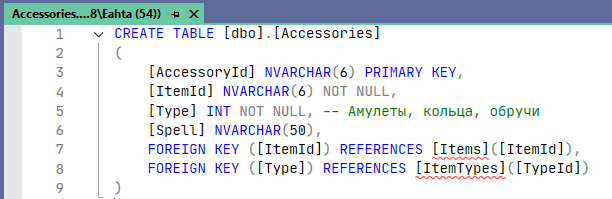 Accessories....8\Eahta (54))
1 CREATE TABLE [dbo].[Accessories]
2 (
3 [AccessoryId] NVARCHAR(6) PRIMARY KEY,
4 [ItemId] NVARCHAR(6) NOT NULL,
5 [Type] INT NOT NULL, -- Амулеты, кольца, обручи
6 [Spell] NVARCHAR(50),
7 FOREIGN KEY ([ItemId]) REFERENCES [Items]([ItemId]),
8 FOREIGN KEY ([Type]) REFERENCES [ItemTypes]([TypeId])
9 )